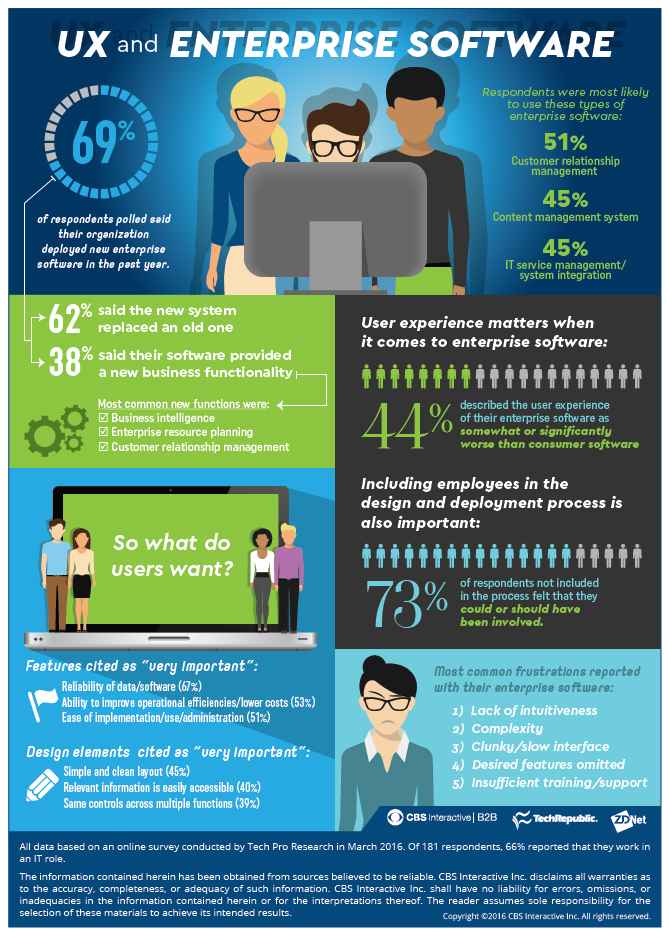 UX and ENTERPRISE SOFTWARE
69%
of respondents polled said
their organization
deployed new enterprise
software in the past year.
Respondents were most likely
to use these types of
enterprise software:
51%
Customer relationship
management
45%
Content management system
45%
IT service management/
system integration
62% said the new system
replaced an old one
38% said their software provided
a new business functionality
Most common new functions were:
Business intelligence
Enterprise resource planning
Customer relationship management
User experience matters when
it comes to enterprise software:
44%
described the user experience
of their enterprise software as
somewhat or significantly
worse than consumer software
Including employees in the
design and deployment process is
also important:
73%
of respondents not included
in the process felt that they
could or should have
been involved.
So what do
users want?
Features cited as "very important":
Reliability of data/software (67%)
Ability to improve operational efficiencies/lower costs (53%)
Ease of implementation/use/administration (51%)
Design elements cited as "very important":
Simple and clean layout (45%)
Relevant information is easily accessible (40%)
Same controls across multiple functions (39%)
Most common frustrations reported
with their enterprise software:
1) Lack of intuitiveness
2) Complexity
3) Clunky/slow interface
4) Desired features omitted
5) Insufficient training/support
CBS Interactive | B2B
TechRepublic.
ZDNet
All data based on an online survey conducted by Tech Pro Research in March 2016. Of 181 respondents, 66% reported that they work in
an IT role.
The information contained herein has been obtained from sources believed to be reliable. CBS Interactive Inc. disclaims all warranties as
to the accuracy, completeness, or adequacy of such information. CBS Interactive Inc. shall have no liability for errors, omissions, or
inadequacies in the information contained herein or for the interpretations thereof. The reader assumes sole responsibility for the
selection of these materials to achieve its intended results.
Copyright ©2016 CBS Interactive Inc. All rights reserved.